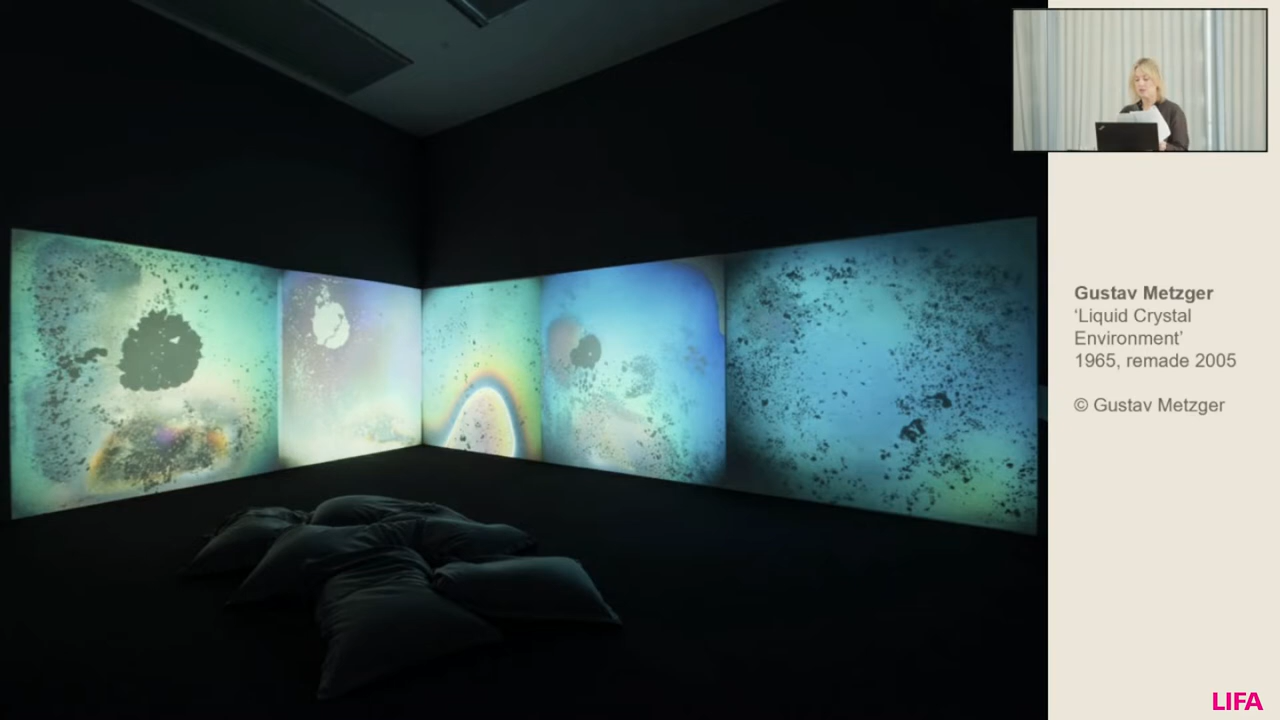 Gustav Metzger
‘Liquid Crystal
Environment’
1965, remade 2005
© Gustav Metzger
LIFA